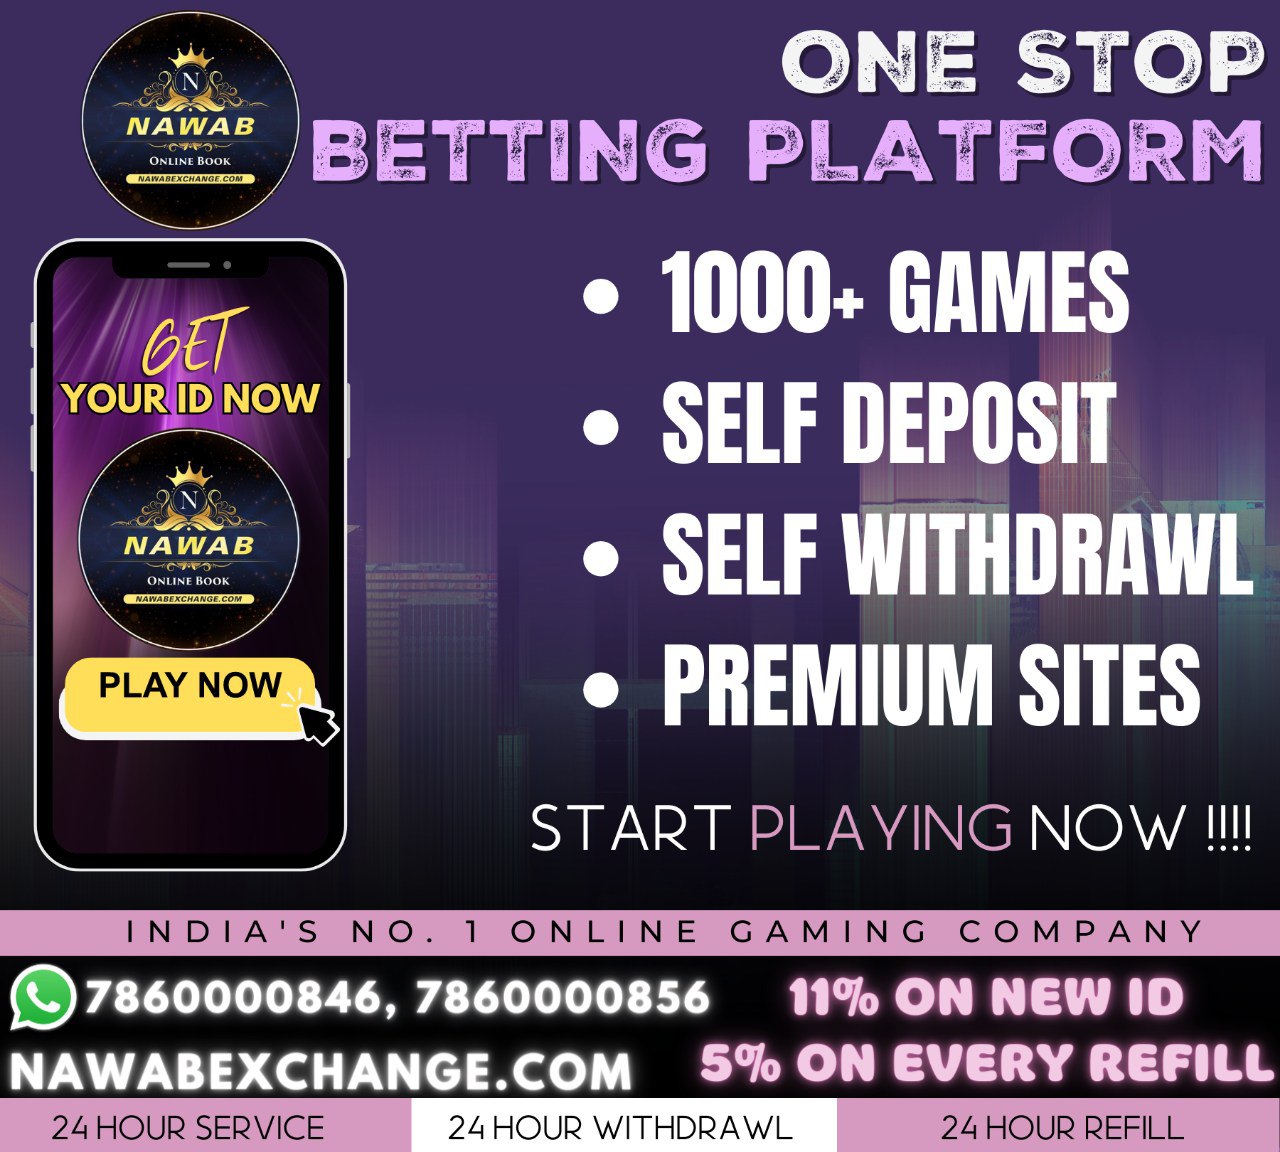 N
NAWAB
ONLINE BOOK
NAWABEXCHANGE.COM
ONE STOP
BETTING PLATFORM
GET
YOUR ID NOW
N
NAWAB
ONLINE BOOK
NAWABEXCHANGE.COM
PLAY NOW
• 1000+ GAMES
• SELF DEPOSIT
• SELF WITHDRAWL
• PREMIUM SITES
START PLAYING NOW !!!!
INDIA'S NO. 1 ONLINE GAMING COMPANY
7860000846, 7860000856
NAWABEXCHANGE.COM
11% ON NEW ID
5% ON EVERY REFILL
24 HOUR SERVICE
24 HOUR WITHDRAWL
24 HOUR REFILL